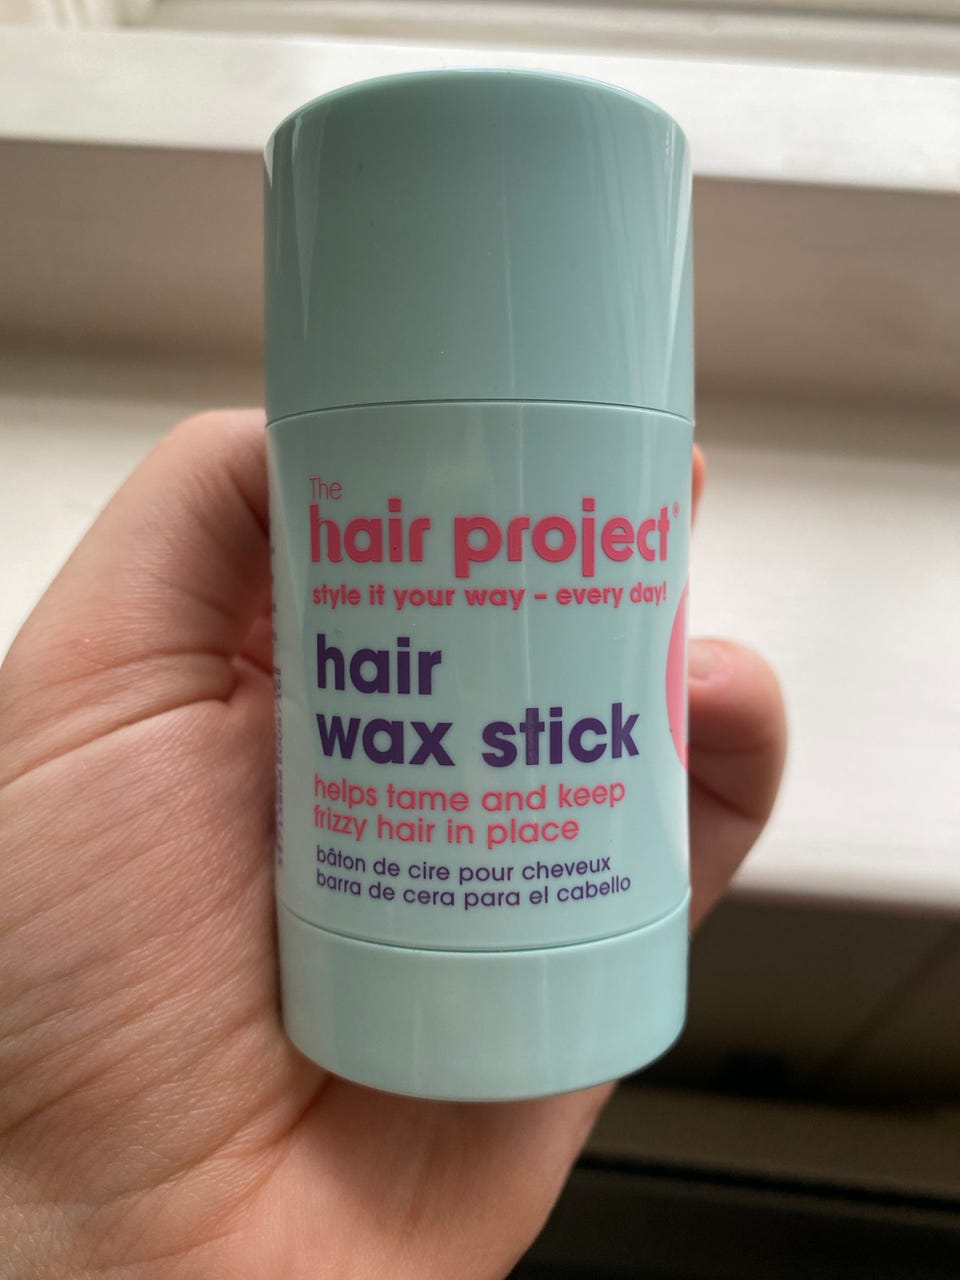 The
hair project®
style it your way – every day!
hair
wax stick
helps tame and keep
frizzy hair in place
bâton de cire pour cheveux
barra de cera para el cabello